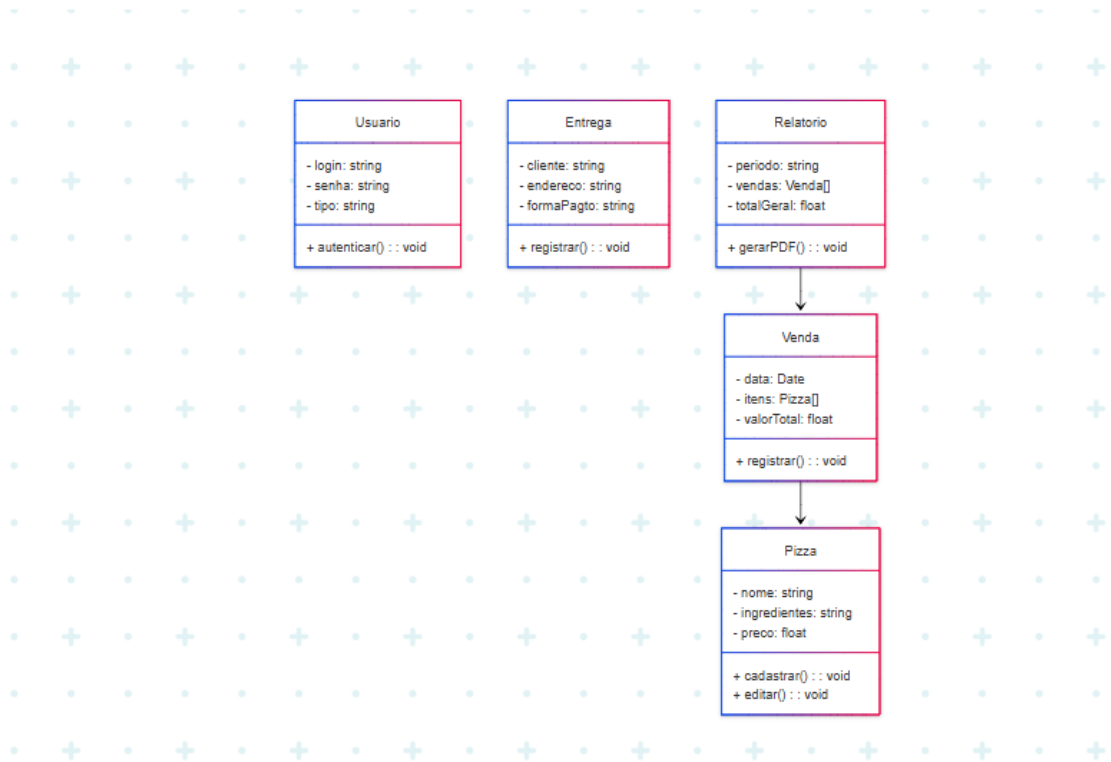 Usuario
- login: string
- senha: string
- tipo: string
+ autenticar() : : void
Entrega
- cliente: string
- endereco: string
- formaPagto: string
+ registrar() : : void
Relatorio
- periodo: string
- vendas: Venda[]
- totalGeral: float
+ gerarPDF() : : void
Venda
- data: Date
- itens: Pizza[]
- valorTotal: float
+ registrar() : : void
Pizza
- nome: string
- ingredientes: string
- preco: float
+ cadastrar() : : void
+ editar() : : void